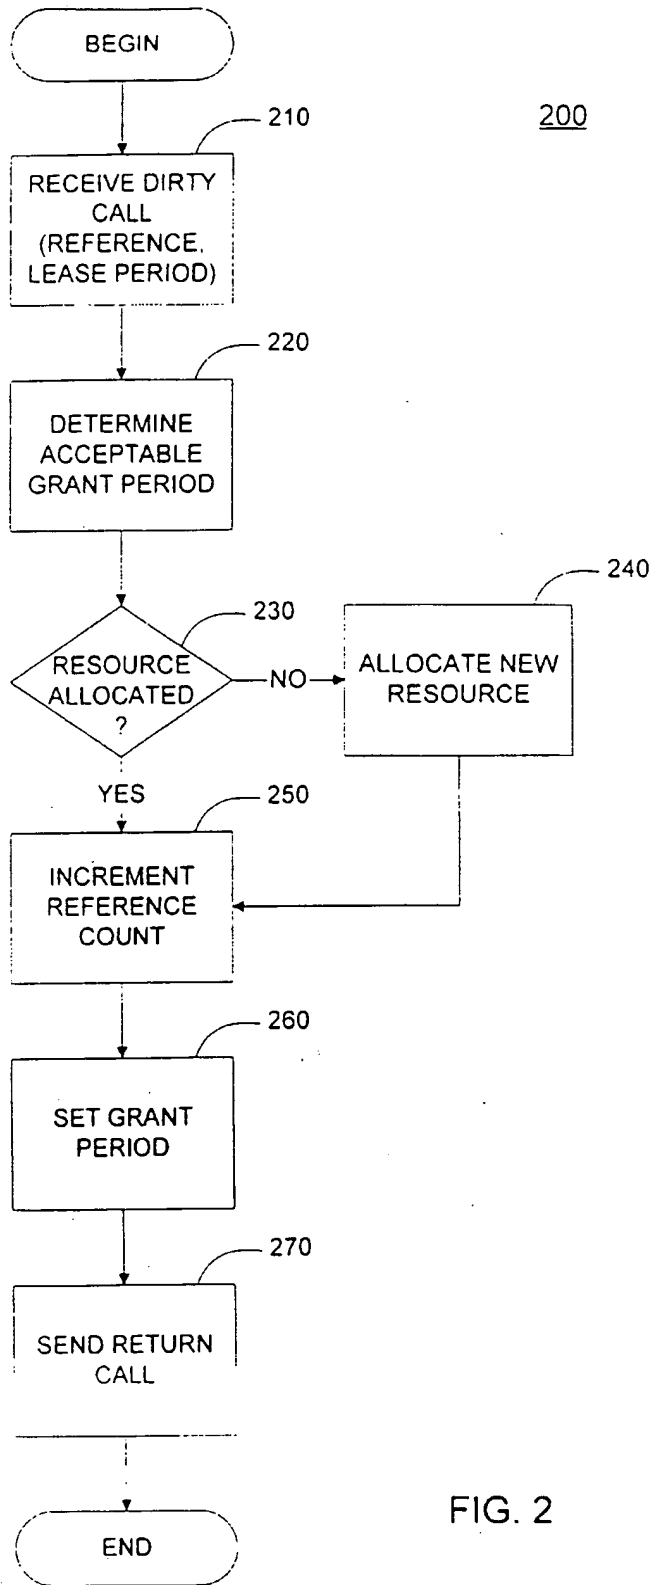 BEGIN
200
210
RECEIVE DIRTY
CALL
(REFERENCE,
LEASE PERIOD)
220
DETERMINE
ACCEPTABLE
GRANT PERIOD
230
RESOURCE
ALLOCATED
?
NO
240
ALLOCATE NEW
RESOURCE
YES
250
INCREMENT
REFERENCE
COUNT
260
SET GRANT
PERIOD
270
SEND RETURN
CALL
END
FIG. 2